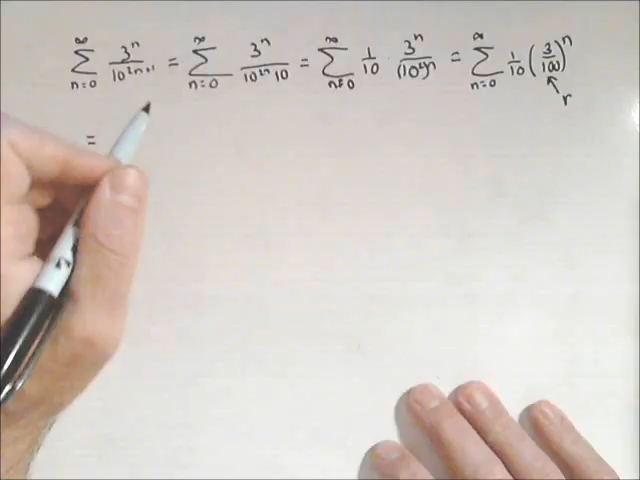 ∞∑n=0 3^n/10^(2n+1) = ∞∑n=0 3^n/(10^(2n) 10) = ∞∑n=0 1/10 3^n/(10^2)^n = ∞∑n=0 1/10 (3/100)^n
r
=